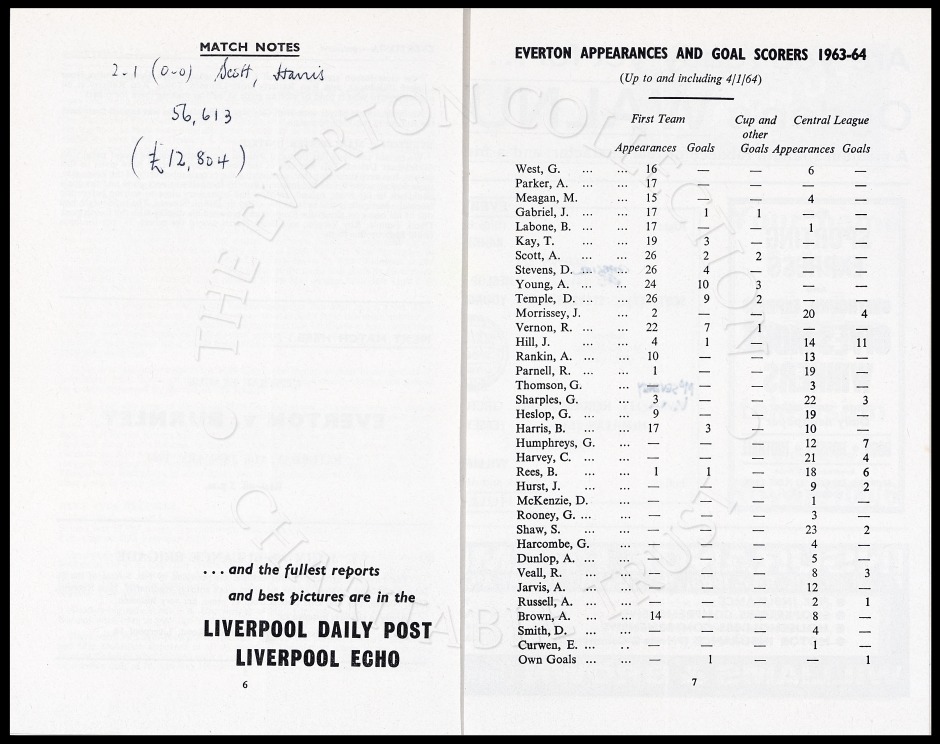 MATCH NOTES
2-1 (0-0) Scott, Harris
56,613
(£12,804)
... and the fullest reports
and best pictures are in the
LIVERPOOL DAILY POST
LIVERPOOL ECHO
6
EVERTON APPEARANCES AND GOAL SCORERS 1963-64
(Up to and including 4/1/64)
First Team Cup and other Central League
Appearances Goals Goals Appearances Goals
West, G. ... ... 16 — — 6 —
Parker, A. ... ... 17 — — — —
Meagan, M. ... 15 — — 4 —
Gabriel, J. ... ... 17 1 1 — —
Labone, B. ... ... 17 — — 1 —
Kay, T. ... ... 19 3 — — —
Scott, A. ... ... 26 2 2 — —
Stevens, D. ... ... 26 4 — — —
Young, A. ... ... 24 10 3 — —
Temple, D. ... ... 26 9 2 — —
Morrissey, J. ... 2 — — 20 4
Vernon, R. ... ... 22 7 1 — —
Hill, J. ... ... 4 1 — 14 11
Rankin, A. ... ... 10 — — 13 —
Parnell, R. ... ... 1 — — 19 —
Thomson, G. ... — — — 3 —
Sharples, G. ... 3 — — 22 3
Heslop, G. ... ... 9 — — 19 —
Harris, B. ... ... 17 3 — 10 —
Humphreys, G. ... — — — 12 7
Harvey, C. ... ... — — — 21 4
Rees, B. ... ... 1 1 — 18 6
Hurst, J. ... ... — — — 9 2
McKenzie, D. ... — — — 1 —
Rooney, G. ... ... — — — 3 —
Shaw, S. ... ... — — — 23 2
Harcombe, G. ... — — — 4 —
Dunlop, A. ... ... — — — 5 —
Veall, R. ... ... — — — 8 3
Jarvis, A. ... ... — — — 12 —
Russell, A. ... ... — — — 2 1
Brown, A. ... ... 14 — — 8 —
Smith, D. ... ... — — — 4 —
Curwen, E. ... .. — — — 1 —
Own Goals ... ... — 1 — — 1
7
THE EVERTON COLLECTION
CHARITABLE TRUST